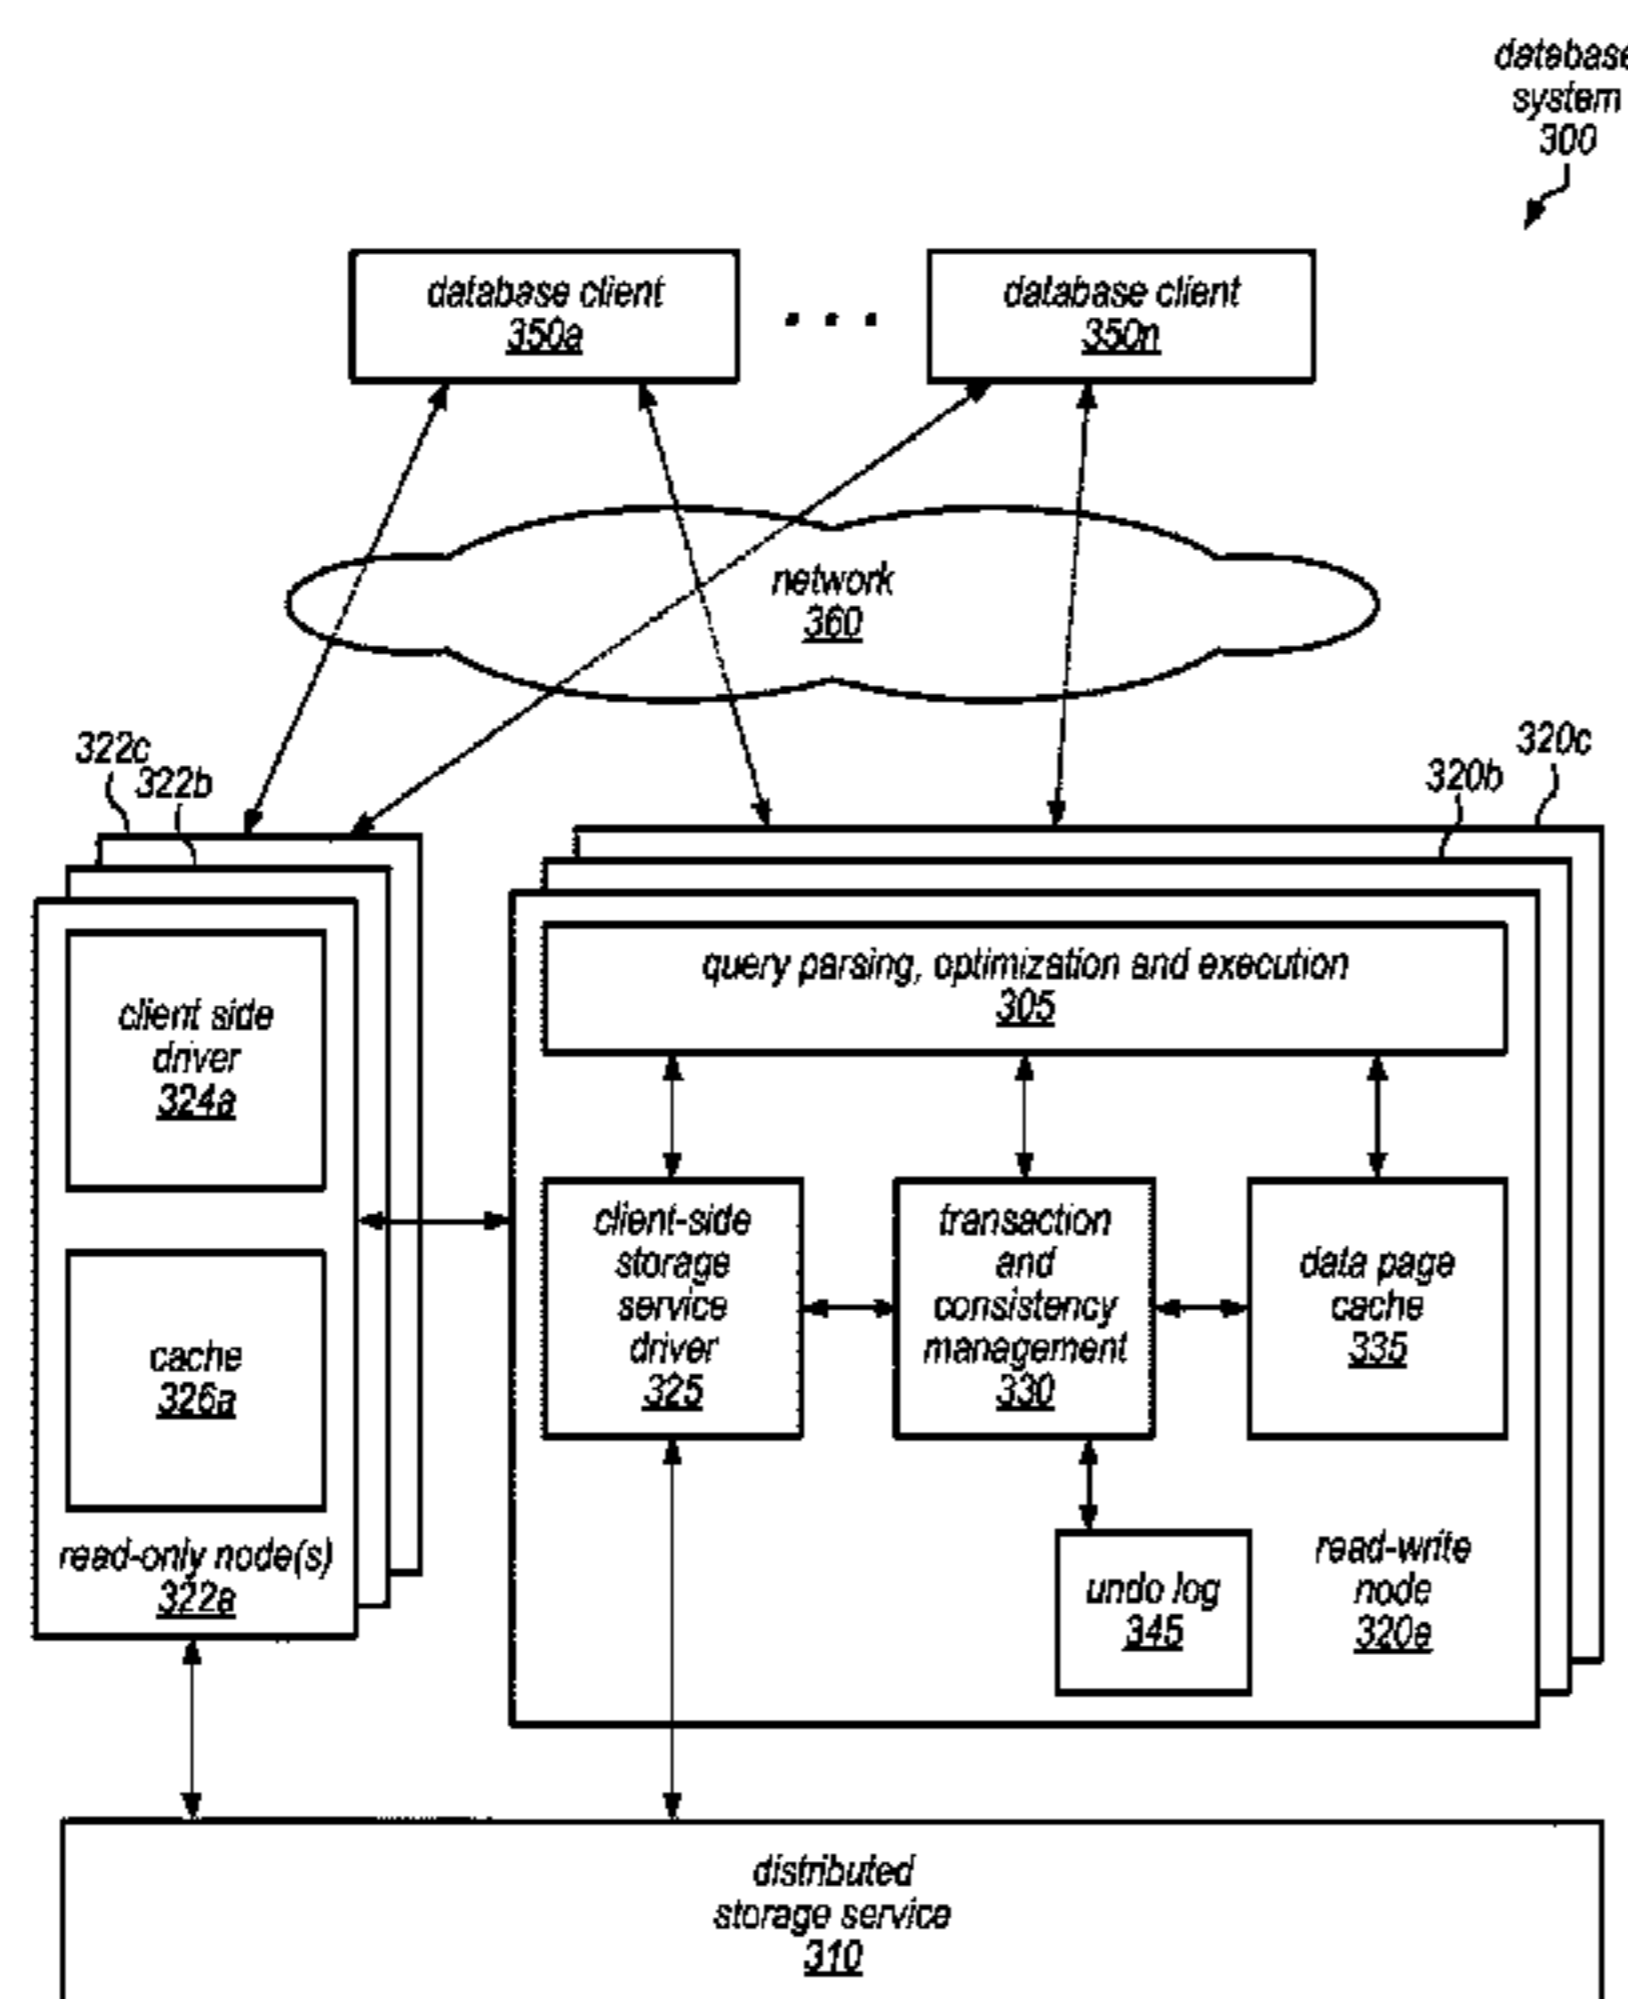 database
system
300
database client
350a
database client
350n
network
360
322c
322b
320c
320b
query parsing, optimization and execution
305
client side
driver
324a
client-side
storage
service
driver
325
transaction
and
consistency
management
330
data page
cache
335
cache
326a
read-only node(s)
322a
undo log
345
read-write
node
320a
distributed
storage service
310